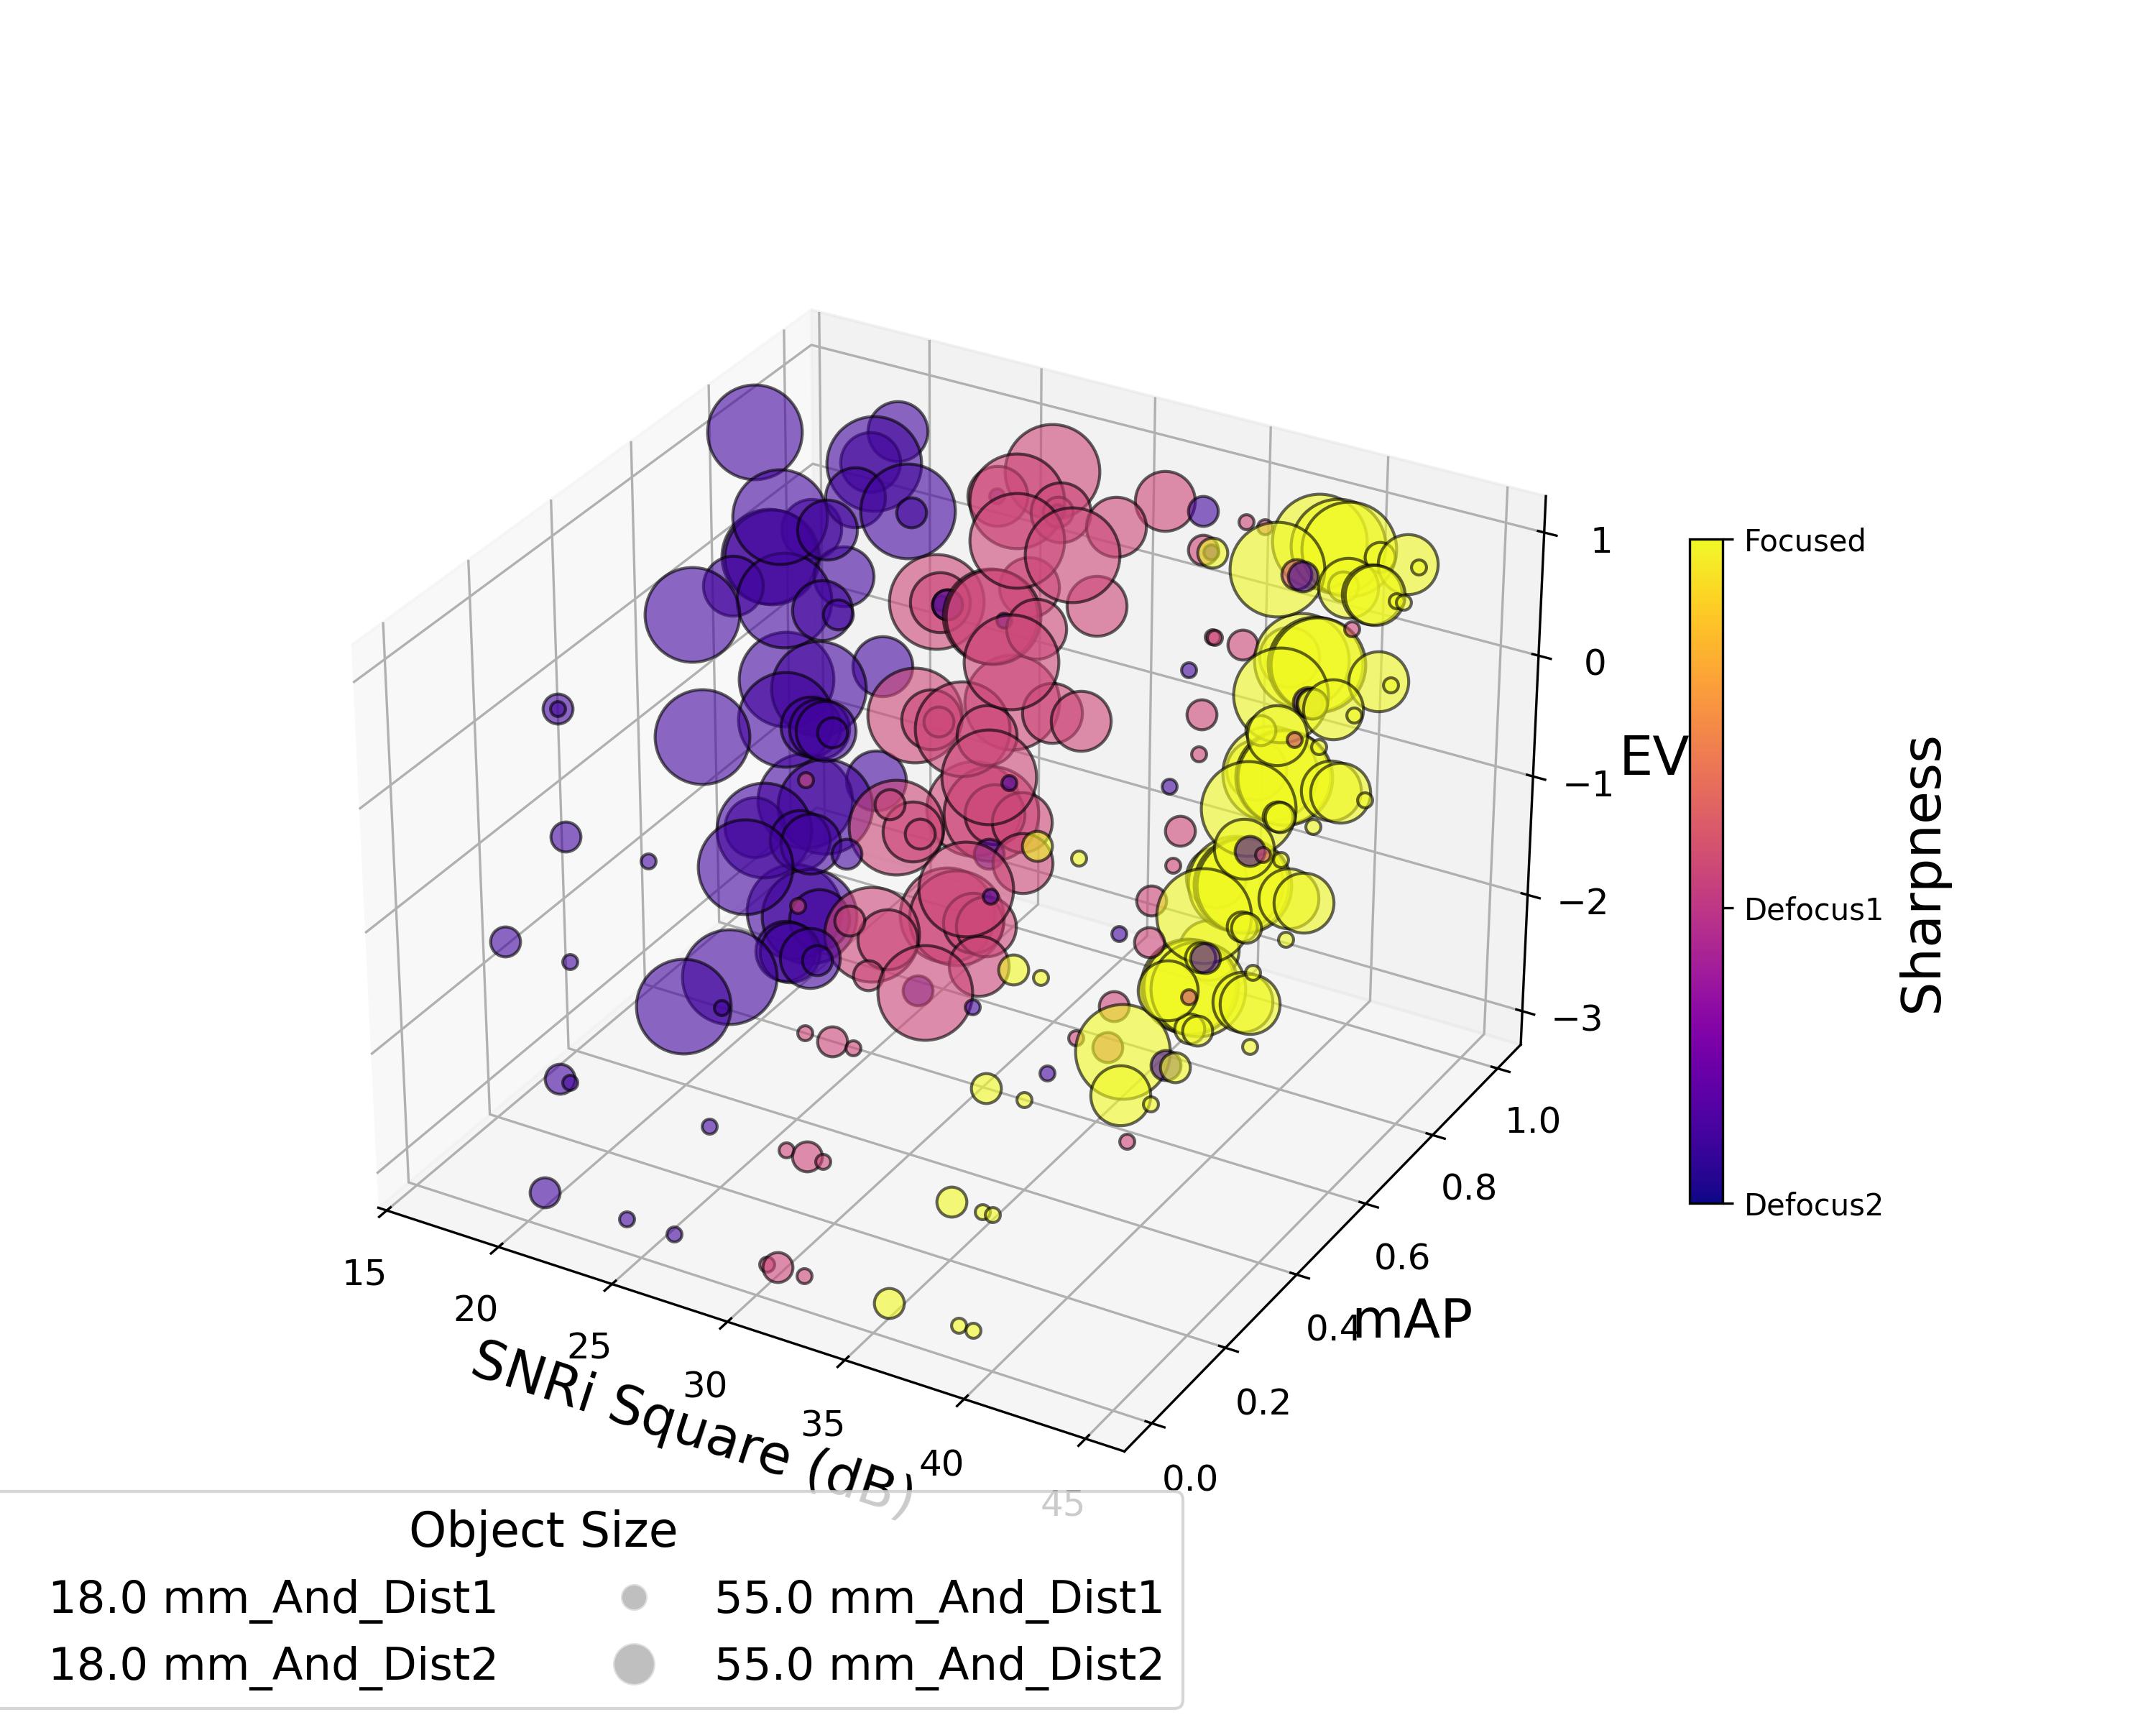 1
0
−1
−2
−3
EV
Focused
Defocus1
Defocus2
Sharpness
1.0
0.8
0.6
0.4
0.2
0.0
mAP
15
20
25
30
35
40
45
SNRi Square (dB)
Object Size
18.0 mm_And_Dist1
55.0 mm_And_Dist1
18.0 mm_And_Dist2
55.0 mm_And_Dist2